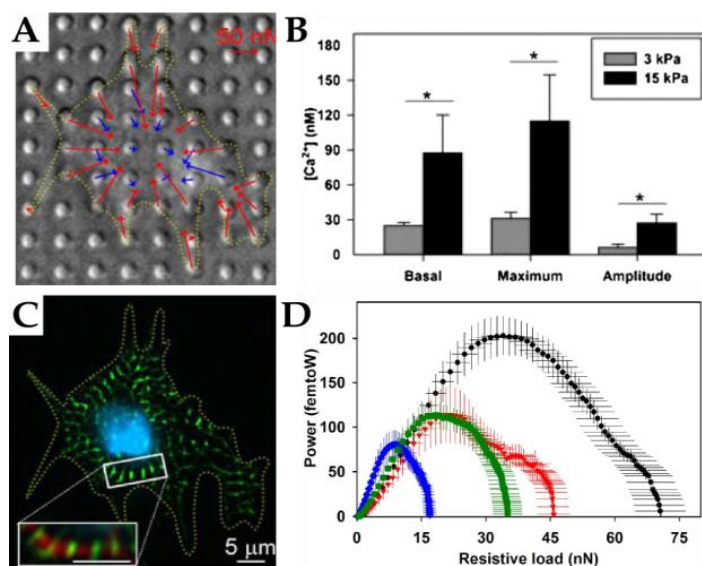 A
50 nN
B
[Ca²⁺] (nM)
180
150
120
90
60
30
0
*
*
*
3 kPa
15 kPa
Basal
Maximum
Amplitude
C
5 μm
D
Power (femtoW)
200
150
100
50
0
0
15
30
45
60
75
Resistive load (nN)